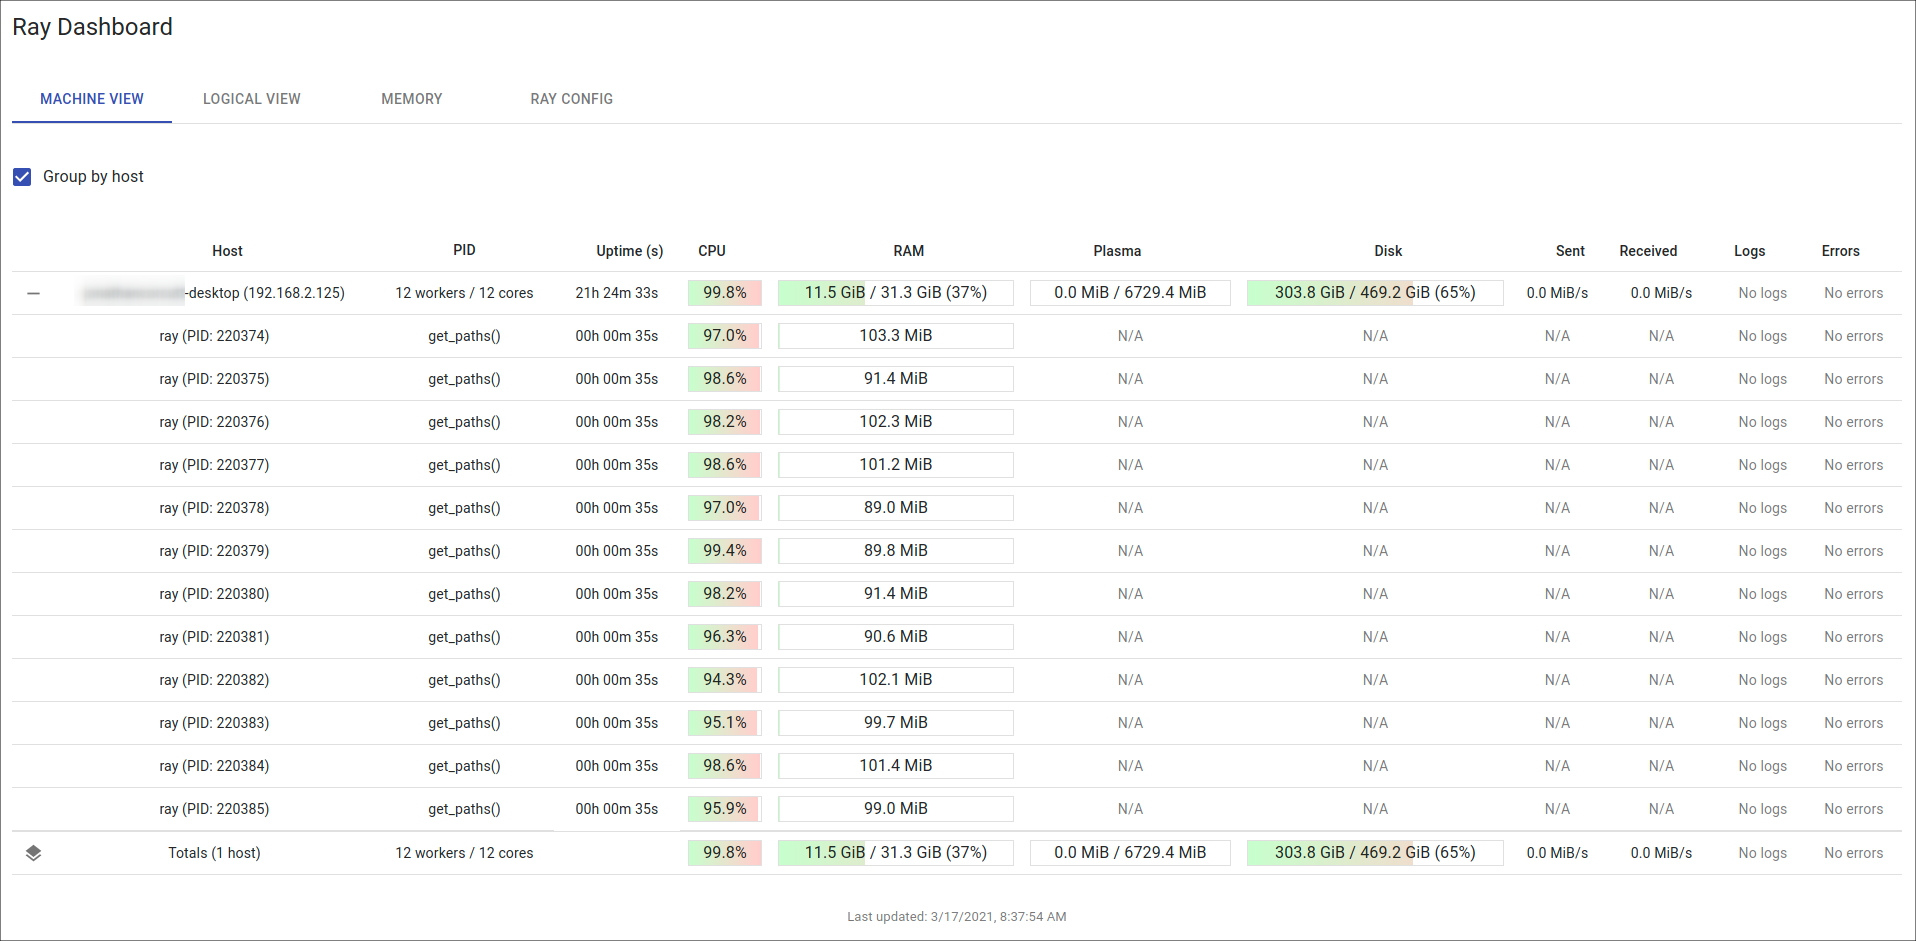 Ray Dashboard
MACHINE VIEW LOGICAL VIEW MEMORY RAY CONFIG
Group by host
Host PID Uptime (s) CPU RAM Plasma Disk Sent Received Logs Errors
-desktop (192.168.2.125) 12 workers / 12 cores 21h 24m 33s 99.8% 11.5 GiB / 31.3 GiB (37%) 0.0 MiB / 6729.4 MiB 303.8 GiB / 469.2 GiB (65%) 0.0 MiB/s 0.0 MiB/s No logs No errors
ray (PID: 220374) get_paths() 00h 00m 35s 97.0% 103.3 MiB N/A N/A N/A N/A No logs No errors
ray (PID: 220375) get_paths() 00h 00m 35s 98.6% 91.4 MiB N/A N/A N/A N/A No logs No errors
ray (PID: 220376) get_paths() 00h 00m 35s 98.2% 102.3 MiB N/A N/A N/A N/A No logs No errors
ray (PID: 220377) get_paths() 00h 00m 35s 98.6% 101.2 MiB N/A N/A N/A N/A No logs No errors
ray (PID: 220378) get_paths() 00h 00m 35s 97.0% 89.0 MiB N/A N/A N/A N/A No logs No errors
ray (PID: 220379) get_paths() 00h 00m 35s 99.4% 89.8 MiB N/A N/A N/A N/A No logs No errors
ray (PID: 220380) get_paths() 00h 00m 35s 98.2% 91.4 MiB N/A N/A N/A N/A No logs No errors
ray (PID: 220381) get_paths() 00h 00m 35s 96.3% 90.6 MiB N/A N/A N/A N/A No logs No errors
ray (PID: 220382) get_paths() 00h 00m 35s 94.3% 102.1 MiB N/A N/A N/A N/A No logs No errors
ray (PID: 220383) get_paths() 00h 00m 35s 95.1% 99.7 MiB N/A N/A N/A N/A No logs No errors
ray (PID: 220384) get_paths() 00h 00m 35s 98.6% 101.4 MiB N/A N/A N/A N/A No logs No errors
ray (PID: 220385) get_paths() 00h 00m 35s 95.9% 99.0 MiB N/A N/A N/A N/A No logs No errors
Totals (1 host) 12 workers / 12 cores 99.8% 11.5 GiB / 31.3 GiB (37%) 0.0 MiB / 6729.4 MiB 303.8 GiB / 469.2 GiB (65%) 0.0 MiB/s 0.0 MiB/s No logs No errors
Last updated: 3/17/2021, 8:37:54 AM